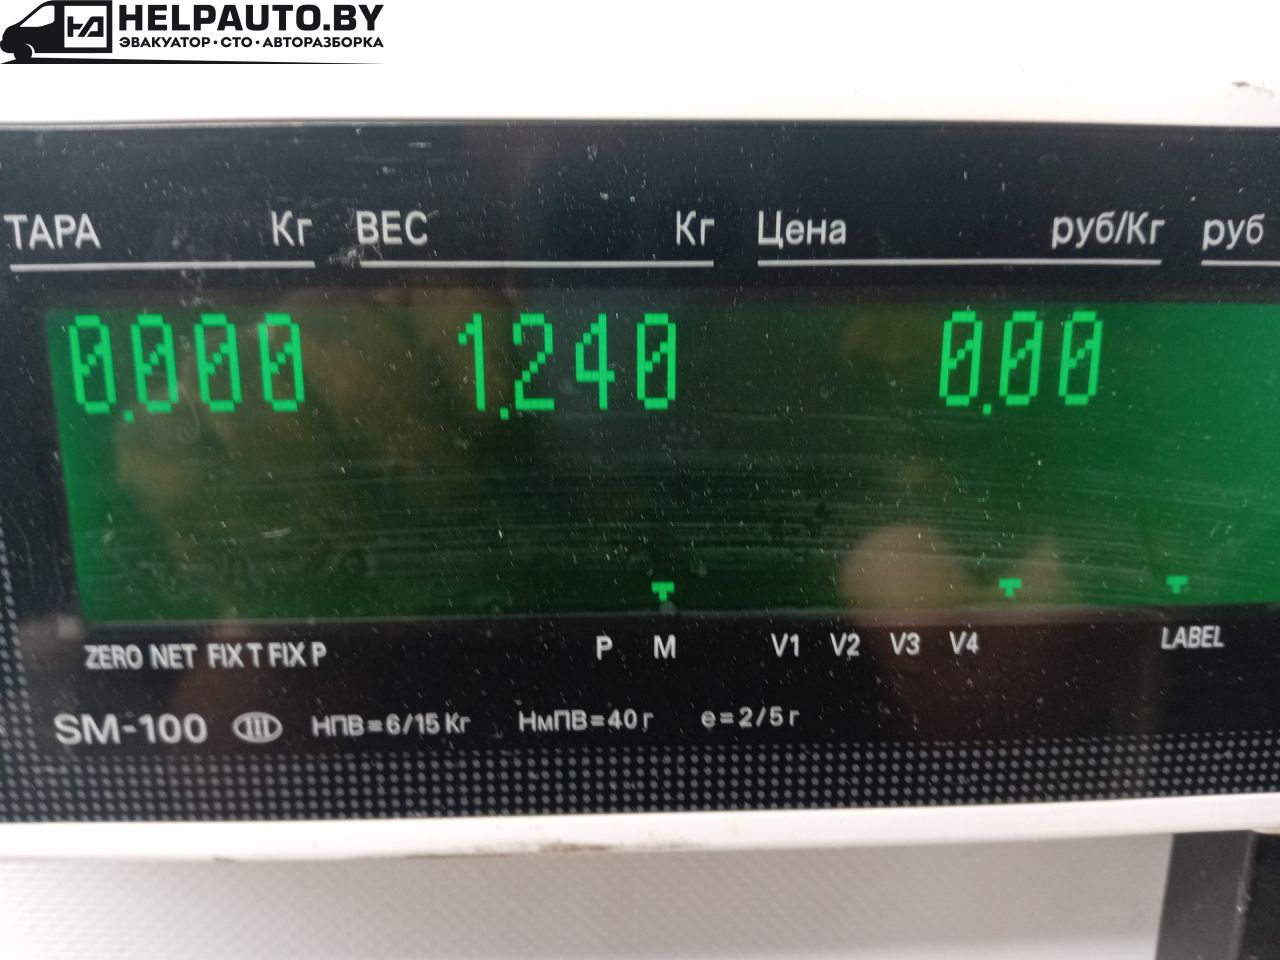 HELPAUTO.BY
ЭВАКУАТОР·СТО·АВТОРАЗБОРКА
ТАРА Кг ВЕС Кг Цена руб/Кг руб
0.000 1.240 0.00
ZERO NET FIX T FIX P P M V1 V2 V3 V4 LABEL
SM-100 III НПВ=6/15 Кг НмПВ=40 г e=2/5 г